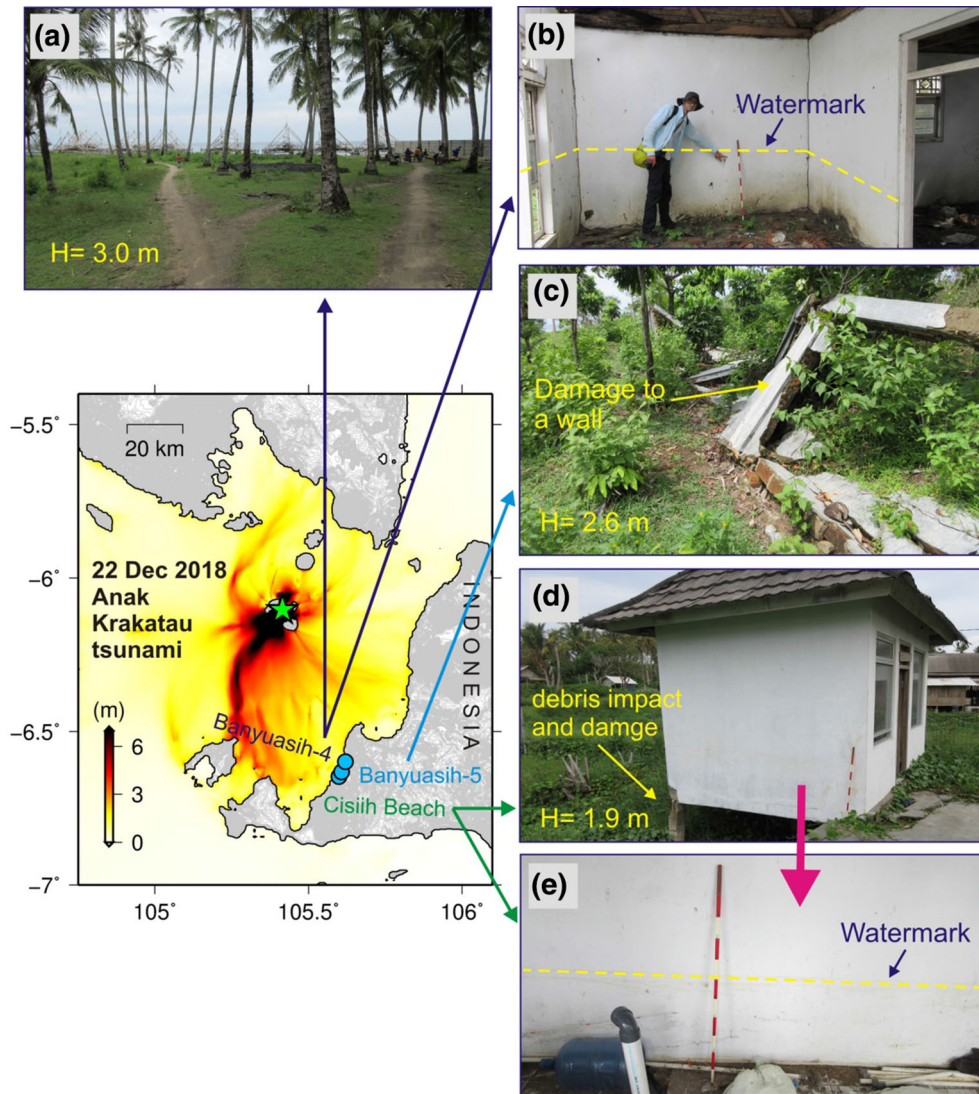 (a)
H= 3.0 m
(b)
Watermark
(c)
Damage to
a wall
H= 2.6 m
(d)
debris impact
and damge
H= 1.9 m
(e)
Watermark
−5.5°
−6°
−6.5°
−7°
105°
105.5°
106°
20 km
22 Dec 2018
Anak
Krakatau
tsunami
INDONESIA
(m)
6
3
0
Banyuasih-4
Banyuasih-5
Cisiih Beach